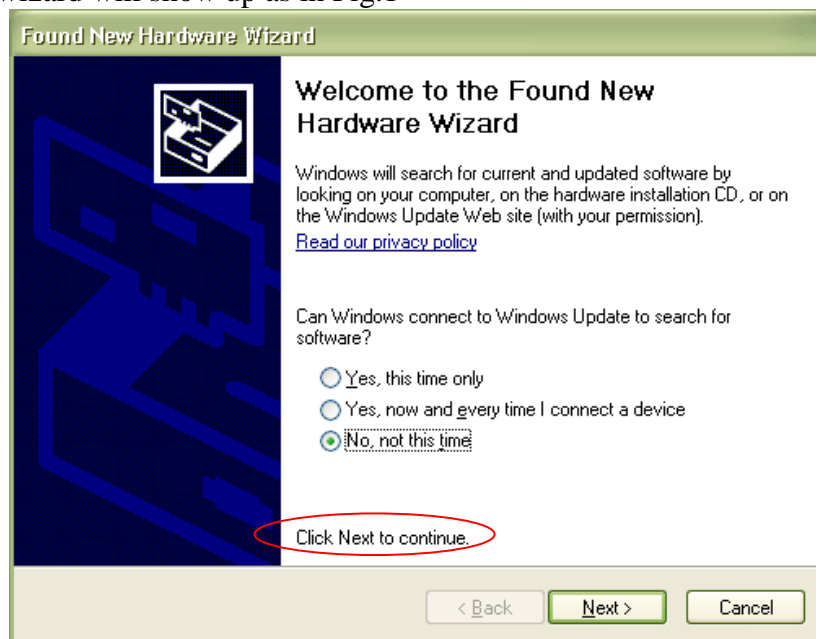 wizard will show up as in Fig.1
Found New Hardware Wizard
Welcome to the Found New
Hardware Wizard
Windows will search for current and updated software by
looking on your computer, on the hardware installation CD, or on
the Windows Update Web site (with your permission).
Read our privacy policy
Can Windows connect to Windows Update to search for
software?
Yes, this time only
Yes, now and every time I connect a device
No, not this time
Click Next to continue.
< Back
Next >
Cancel